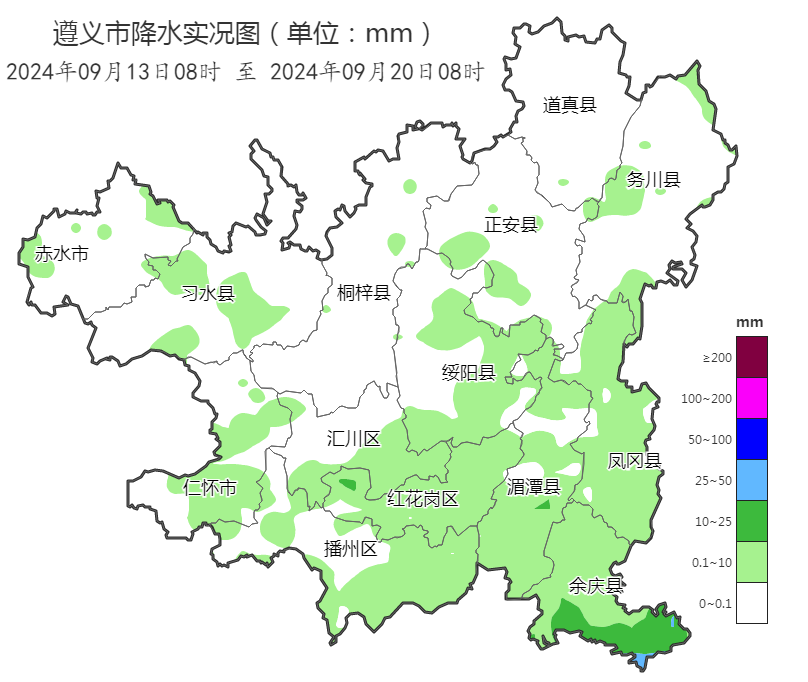 遵义市降水实况图（单位：mm）
2024年09月13日08时 至 2024年09月20日08时
道真县
务川县
正安县
赤水市
习水县
桐梓县
绥阳县
汇川区
凤冈县
仁怀市
红花岗区
湄潭县
播州区
余庆县
mm
≥200
100~200
50~100
25~50
10~25
0.1~10
0~0.1